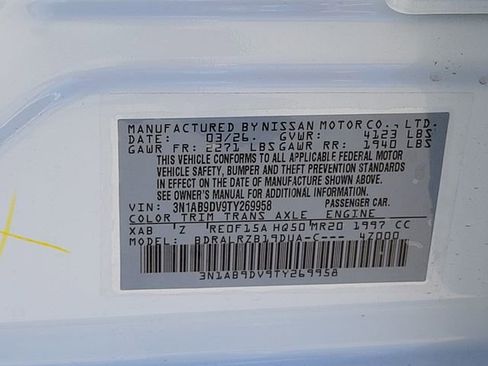 MANUFACTURED BY NISSAN MOTOR CO., LTD.
DATE: 03/26. GVWR: 4123 LBS
GAWR FR: 2271 LBS GAWR RR: 1940 LBS
THIS VEHICLE CONFORMS TO ALL APPLICABLE FEDERAL MOTOR
VEHICLE SAFETY, BUMPER AND THEFT PREVENTION STANDARDS
IN EFFECT ON THE DATE OF MANUFACTURE SHOWN ABOVE.
SEE OWNER'S MANUAL FOR ADDITIONAL INFORMATION.
VIN: 3N1AB9DV9TY269958 PASSENGER CAR.
COLOR TRIM TRANS AXLE ENGINE
XAB 'Z RE0F15A HQ50 MR20 1997 CC
MODEL: BDRALRZB19DUA-C--- 4Z000
3N1AB9DV9TY269958